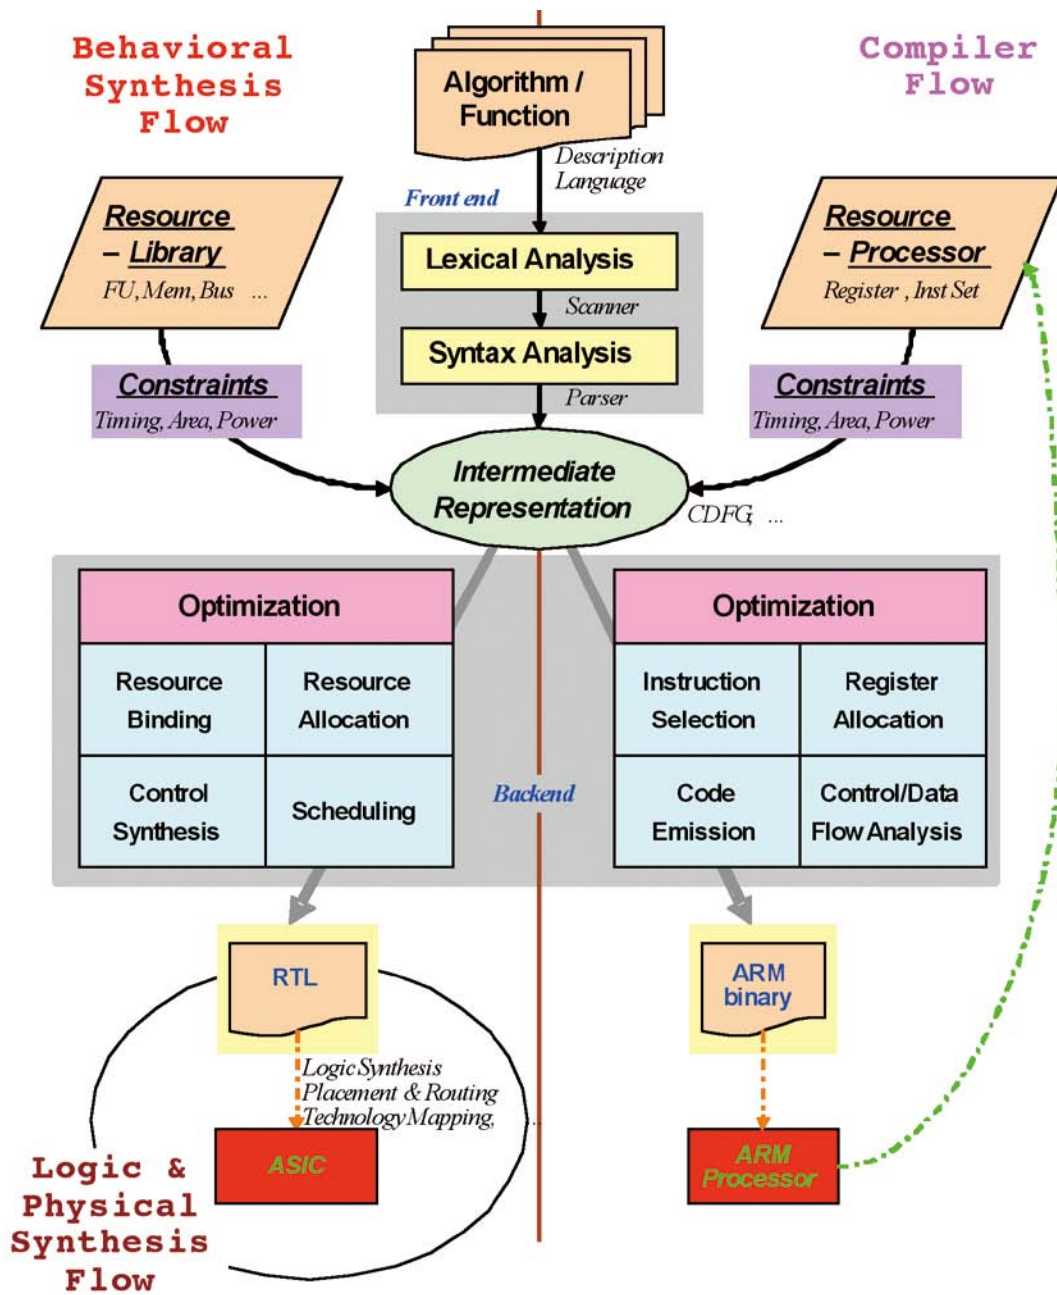 Behavioral
Synthesis
Flow
Algorithm /
Function
Compiler
Flow
Description
Language
Front end
Resource
– Library
FU, Mem, Bus ...
Lexical Analysis
Scanner
Syntax Analysis
Parser
Resource
– Processor
Register , Inst Set
Constraints
Timing, Area, Power
Constraints
Timing, Area, Power
Intermediate
Representation
CDFG, ...
Optimization
Resource
Binding
Resource
Allocation
Control
Synthesis
Scheduling
Backend
Optimization
Instruction
Selection
Register
Allocation
Code
Emission
Control/Data
Flow Analysis
RTL
ARM
binary
Logic Synthesis
Placement & Routing
Technology Mapping, ...
ASIC
ARM
Processor
Logic &
Physical
Synthesis
Flow